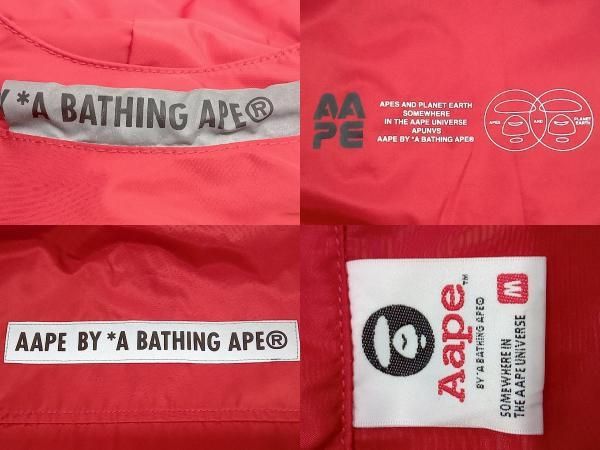 Y *A BATHING APE®
AA
PE
APES AND PLANET EARTH
SOMEWHERE
IN THE AAPE UNIVERSE
APUNVS
AAPE BY *A BATHING APE®
APES
AND
PLANET
EARTH
AAPE BY *A BATHING APE®
Aape™
BY *A BATHING APE®
SOMEWHERE IN
THE AAPE UNIVERSE
W